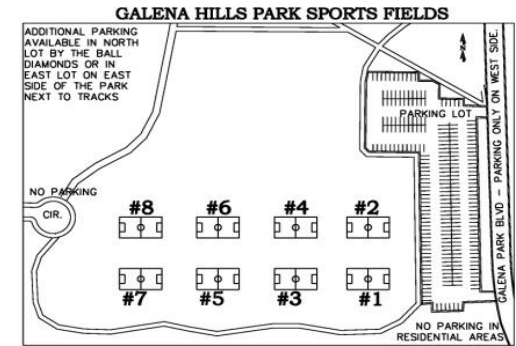 GALENA HILLS PARK SPORTS FIELDS
ADDITIONAL PARKING
AVAILABLE IN NORTH
LOT BY THE BALL
DIAMONDS OR IN
EAST LOT ON EAST
SIDE OF THE PARK
NEXT TO TRACKS
N
PARKING LOT
GALENA PARK BLVD - PARKING ONLY ON WEST SIDE.
NO PARKING
CIR.
#8
#6
#4
#2
#7
#5
#3
#1
NO PARKING IN
RESIDENTIAL AREAS